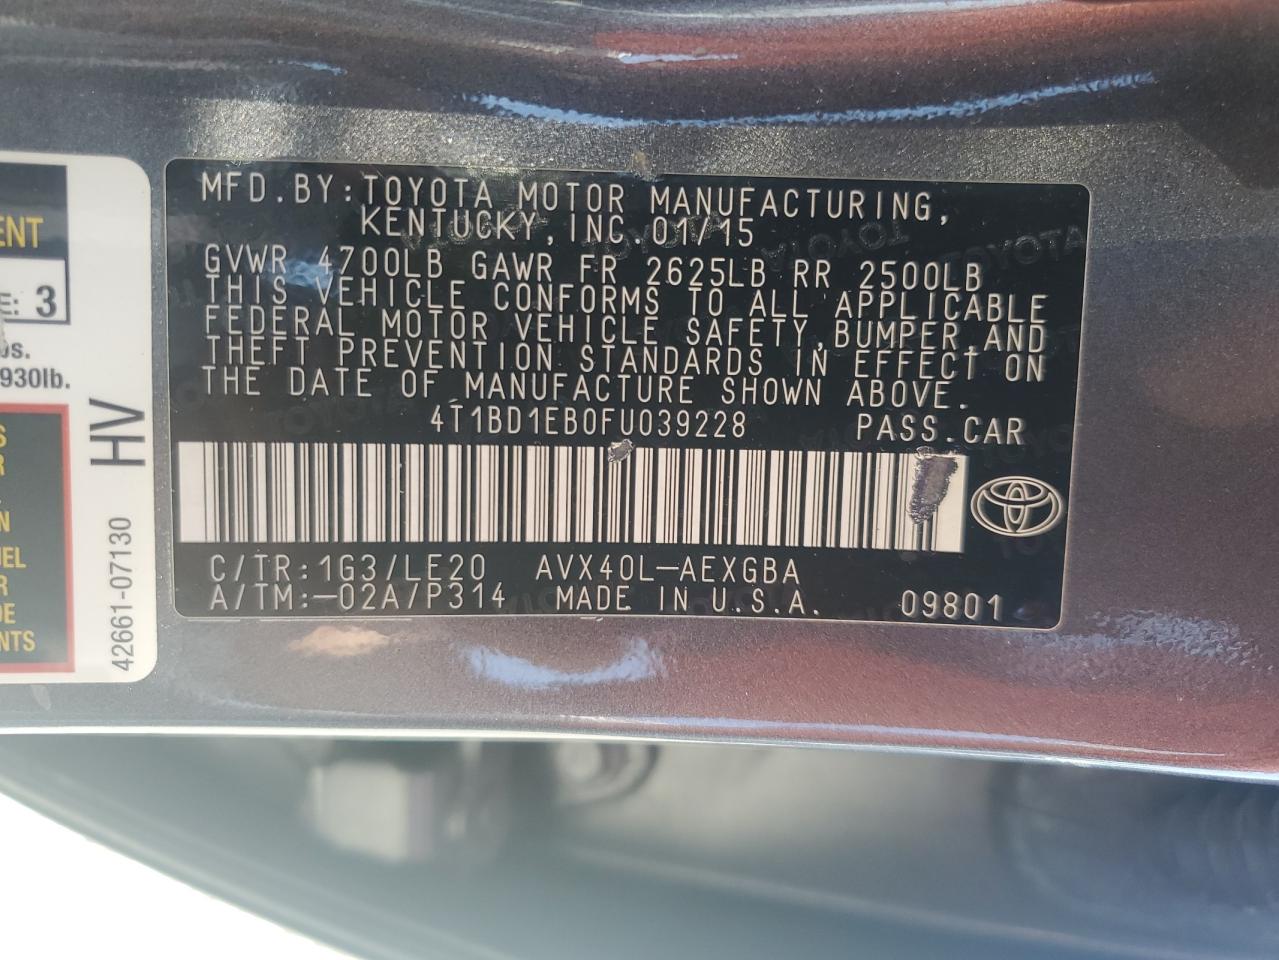 ENT
E: 3
930lb.
HV
42661-07130
MFD.BY:TOYOTA MOTOR MANUFACTURING,
KENTUCKY,INC.01/15
GVWR 4700LB GAWR FR 2625LB RR 2500LB
THIS VEHICLE CONFORMS TO ALL APPLICABLE
FEDERAL MOTOR VEHICLE SAFETY,BUMPER,AND
THEFT PREVENTION STANDARDS IN EFFECT ON
THE DATE OF MANUFACTURE SHOWN ABOVE.
4T1BD1EB0FU039228 PASS.CAR
C/TR:1G3/LE20 AVX40L-AEXGBA
A/TM:-02A/P314 MADE IN U.S.A. 09801